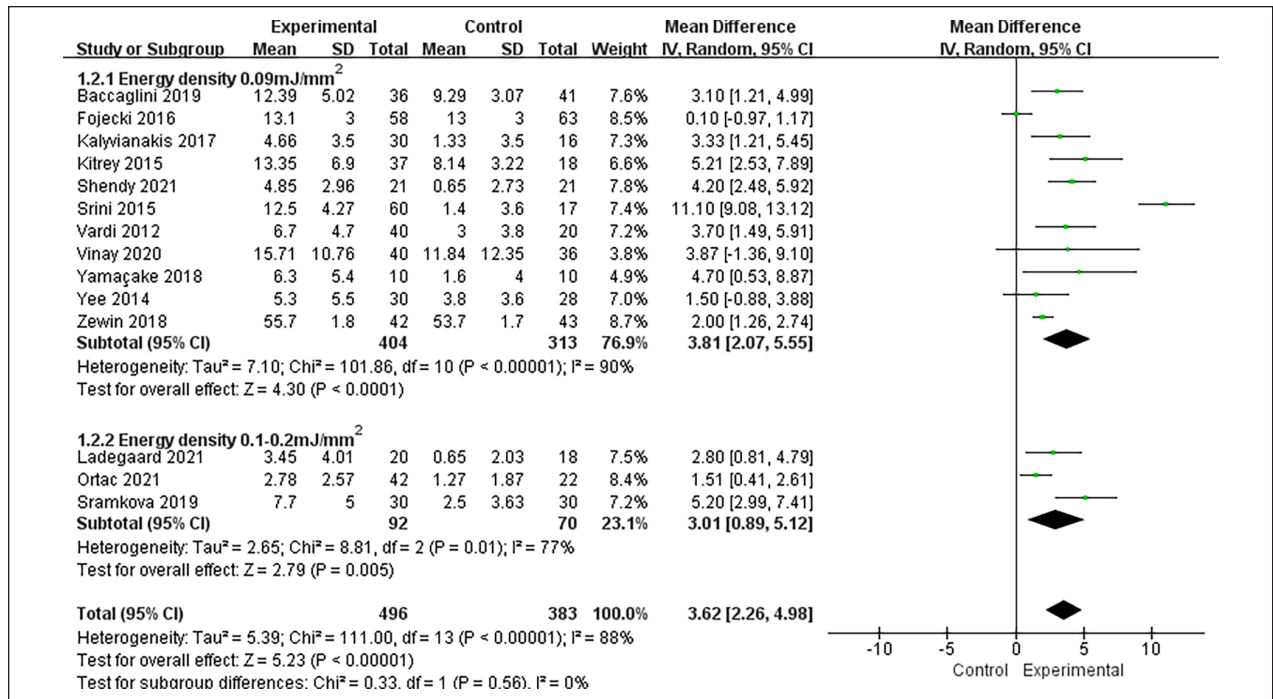 Experimental Control Mean Difference Mean Difference
Study or Subgroup Mean SD Total Mean SD Total Weight IV, Random, 95% CI IV, Random, 95% CI
1.2.1 Energy density 0.09mJ/mm²
Baccaglini 2019 12.39 5.02 36 9.29 3.07 41 7.6% 3.10 [1.21, 4.99]
Fojecki 2016 13.1 3 58 13 3 63 8.5% 0.10 [-0.97, 1.17]
Kalyvianakis 2017 4.66 3.5 30 1.33 3.5 16 7.3% 3.33 [1.21, 5.45]
Kitrey 2015 13.35 6.9 37 8.14 3.22 18 6.6% 5.21 [2.53, 7.89]
Shendy 2021 4.85 2.96 21 0.65 2.73 21 7.8% 4.20 [2.48, 5.92]
Srini 2015 12.5 4.27 60 1.4 3.6 17 7.4% 11.10 [9.08, 13.12]
Vardi 2012 6.7 4.7 40 3 3.8 20 7.4% 3.70 [1.49, 5.91]
Vinay 2020 15.71 10.76 40 11.84 12.35 36 3.8% 3.87 [-1.36, 9.10]
Yamaçake 2018 6.3 5.4 10 1.6 4 10 4.9% 4.70 [0.53, 8.87]
Yee 2014 5.3 5.5 30 3.8 3.6 28 7.0% 1.50 [-0.88, 3.88]
Zewin 2018 55.7 1.8 42 53.7 1.7 43 8.7% 2.00 [1.26, 2.74]
Subtotal (95% CI) 404 313 76.9% 3.81 [2.07, 5.55]
Heterogeneity: Tau² = 7.10; Chi² = 101.86, df = 10 (P < 0.00001); I² = 90%
Test for overall effect: Z = 4.30 (P < 0.0001)
1.2.2 Energy density 0.1-0.2mJ/mm²
Ladegaard 2021 3.45 4.01 20 0.65 2.03 18 7.5% 2.80 [0.81, 4.79]
Ortac 2021 2.78 2.57 42 1.27 1.87 22 8.4% 1.51 [0.41, 2.61]
Sramkova 2019 7.7 5 30 2.5 3.63 30 7.2% 5.20 [2.99, 7.41]
Subtotal (95% CI) 92 70 23.1% 3.01 [0.89, 5.12]
Heterogeneity: Tau² = 2.65; Chi² = 8.81, df = 2 (P = 0.01); I² = 77%
Test for overall effect: Z = 2.79 (P = 0.005)
Total (95% CI) 496 383 100.0% 3.62 [2.26, 4.98]
Heterogeneity: Tau² = 5.39; Chi² = 111.00, df = 13 (P < 0.00001); I² = 88%
Test for overall effect: Z = 5.23 (P < 0.00001)
Test for subgroup differences: Chi² = 0.33, df = 1 (P = 0.56), I² = 0%
-10 -5 0 5 10
Control Experimental